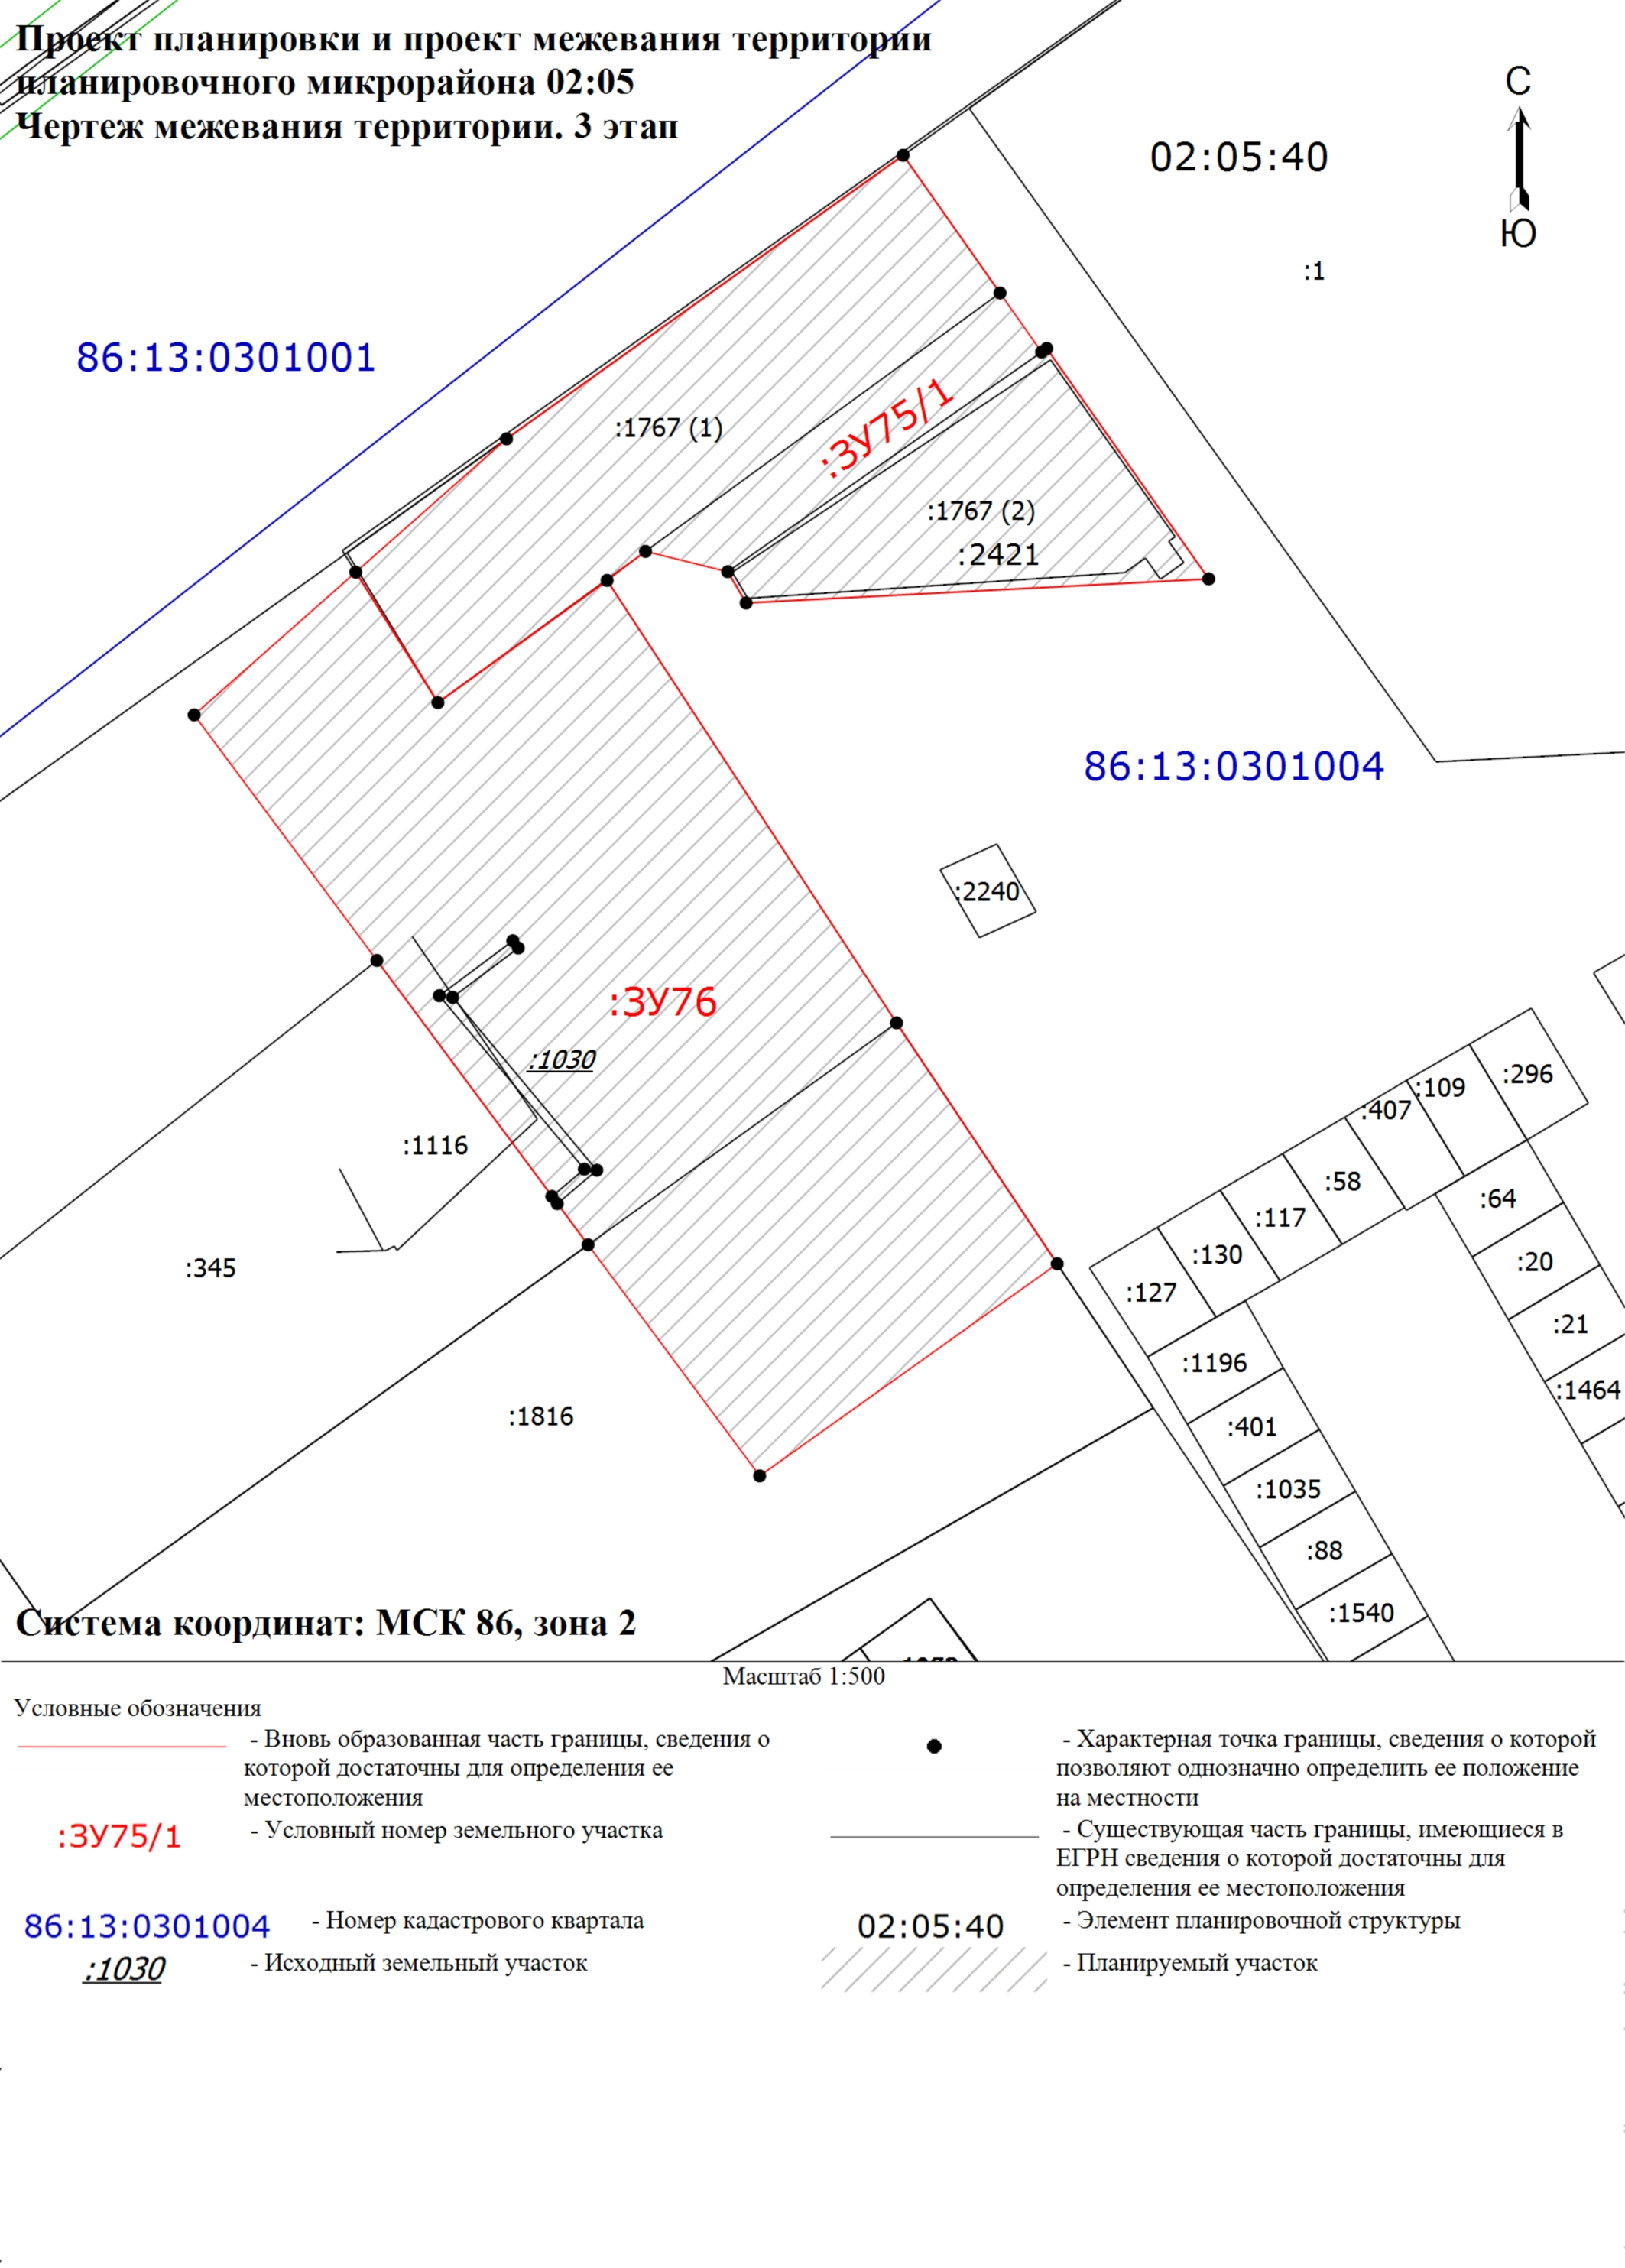 Проект планировки и проект межевания территории
планировочного микрорайона 02:05
Чертеж межевания территории. 3 этап
С
Ю
02:05:40
:1
86:13:0301001
:1767 (1)
:ЗУ75/1
:1767 (2)
:2421
86:13:0301004
:2240
:ЗУ76
:1030
:296
:109
:407
:1116
:58
:64
:117
:130
:20
:345
:127
:21
:1196
:1464
:1816
:401
:1035
:88
:1540
Система координат: МСК 86, зона 2
Масштаб 1:500
Условные обозначения
- Вновь образованная часть границы, сведения о
которой достаточны для определения ее
местоположения
- Характерная точка границы, сведения о которой
позволяют однозначно определить ее положение
на местности
:ЗУ75/1 - Условный номер земельного участка
- Существующая часть границы, имеющиеся в
ЕГРН сведения о которой достаточны для
определения ее местоположения
86:13:0301004 - Номер кадастрового квартала
02:05:40 - Элемент планировочной структуры
:1030 - Исходный земельный участок
- Планируемый участок